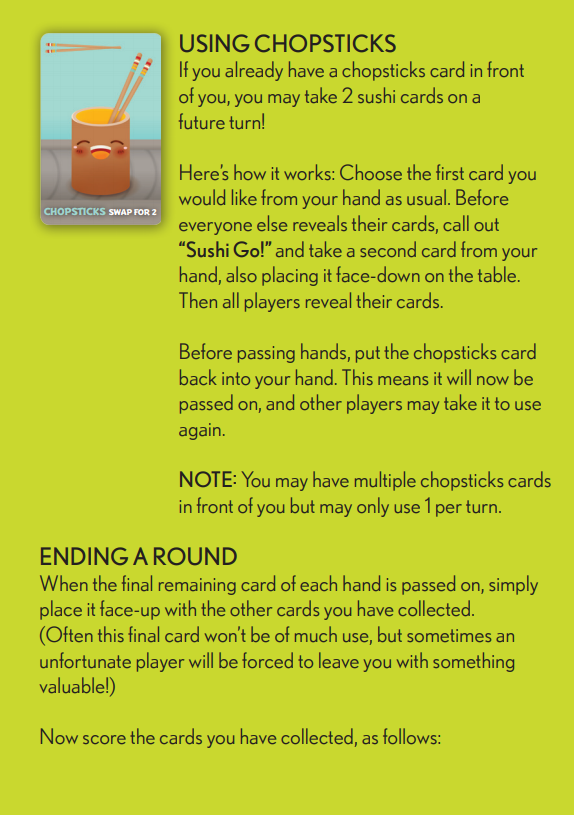 USING CHOPSTICKS
If you already have a chopsticks card in front
of you, you may take 2 sushi cards on a
future turn!
Here's how it works: Choose the first card you
would like from your hand as usual. Before
everyone else reveals their cards, call out
“Sushi Go!” and take a second card from your
hand, also placing it face-down on the table.
Then all players reveal their cards.
Before passing hands, put the chopsticks card
back into your hand. This means it will now be
passed on, and other players may take it to use
again.
NOTE: You may have multiple chopsticks cards
in front of you but may only use 1 per turn.
CHOPSTICKS SWAP FOR 2
ENDING A ROUND
When the final remaining card of each hand is passed on, simply
place it face-up with the other cards you have collected.
(Often this final card won't be of much use, but sometimes an
unfortunate player will be forced to leave you with something
valuable!)
Now score the cards you have collected, as follows: